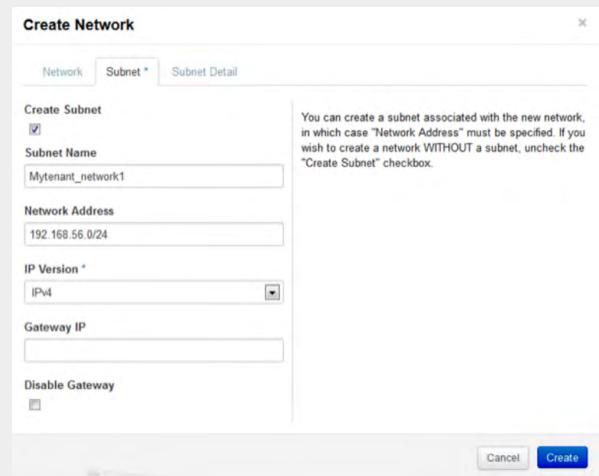 Create Network
×
Network Subnet * Subnet Detail
Create Subnet
You can create a subnet associated with the new network,
in which case "Network Address" must be specified. If you
wish to create a network WITHOUT a subnet, uncheck the
"Create Subnet" checkbox.
Subnet Name
Mytenant_network1
Network Address
192.168.56.0/24
IP Version *
IPv4
Gateway IP
Disable Gateway
Cancel Create